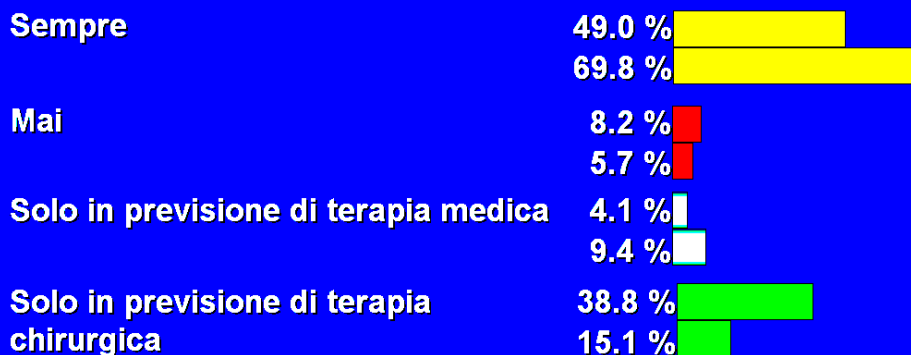 Sempre 49.0 %
69.8 %
Mai 8.2 %
5.7 %
Solo in previsione di terapia medica 4.1 %
9.4 %
Solo in previsione di terapia 38.8 %
chirurgica 15.1 %